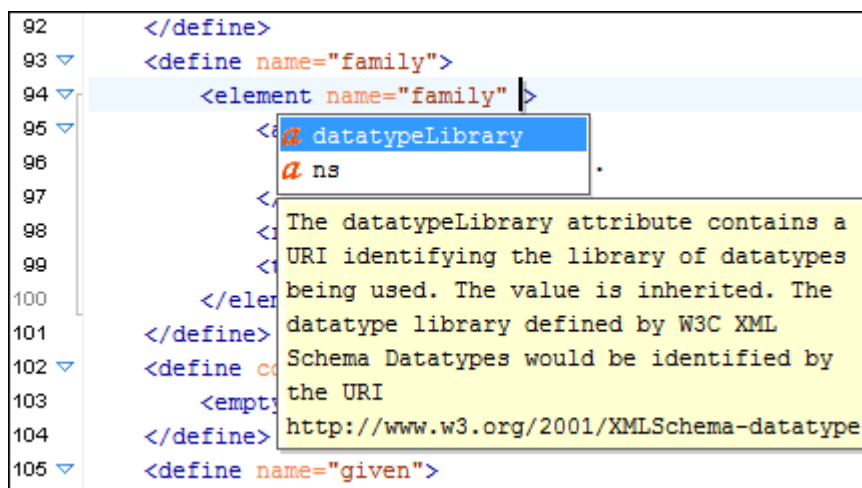 92 </define>
93 <define name="family">
94 <element name="family" >
95 <a
datatypeLibrary
96 ns .
97 </
98 The datatypeLibrary attribute contains a
99 <t URI identifying the library of datatypes
100 </elem being used. The value is inherited. The
101 </define> datatype library defined by W3C XML
102 <define co Schema Datatypes would be identified by
103 <empty the URI
104 </define> http://www.w3.org/2001/XMLSchema-datatype
105 <define name="given">